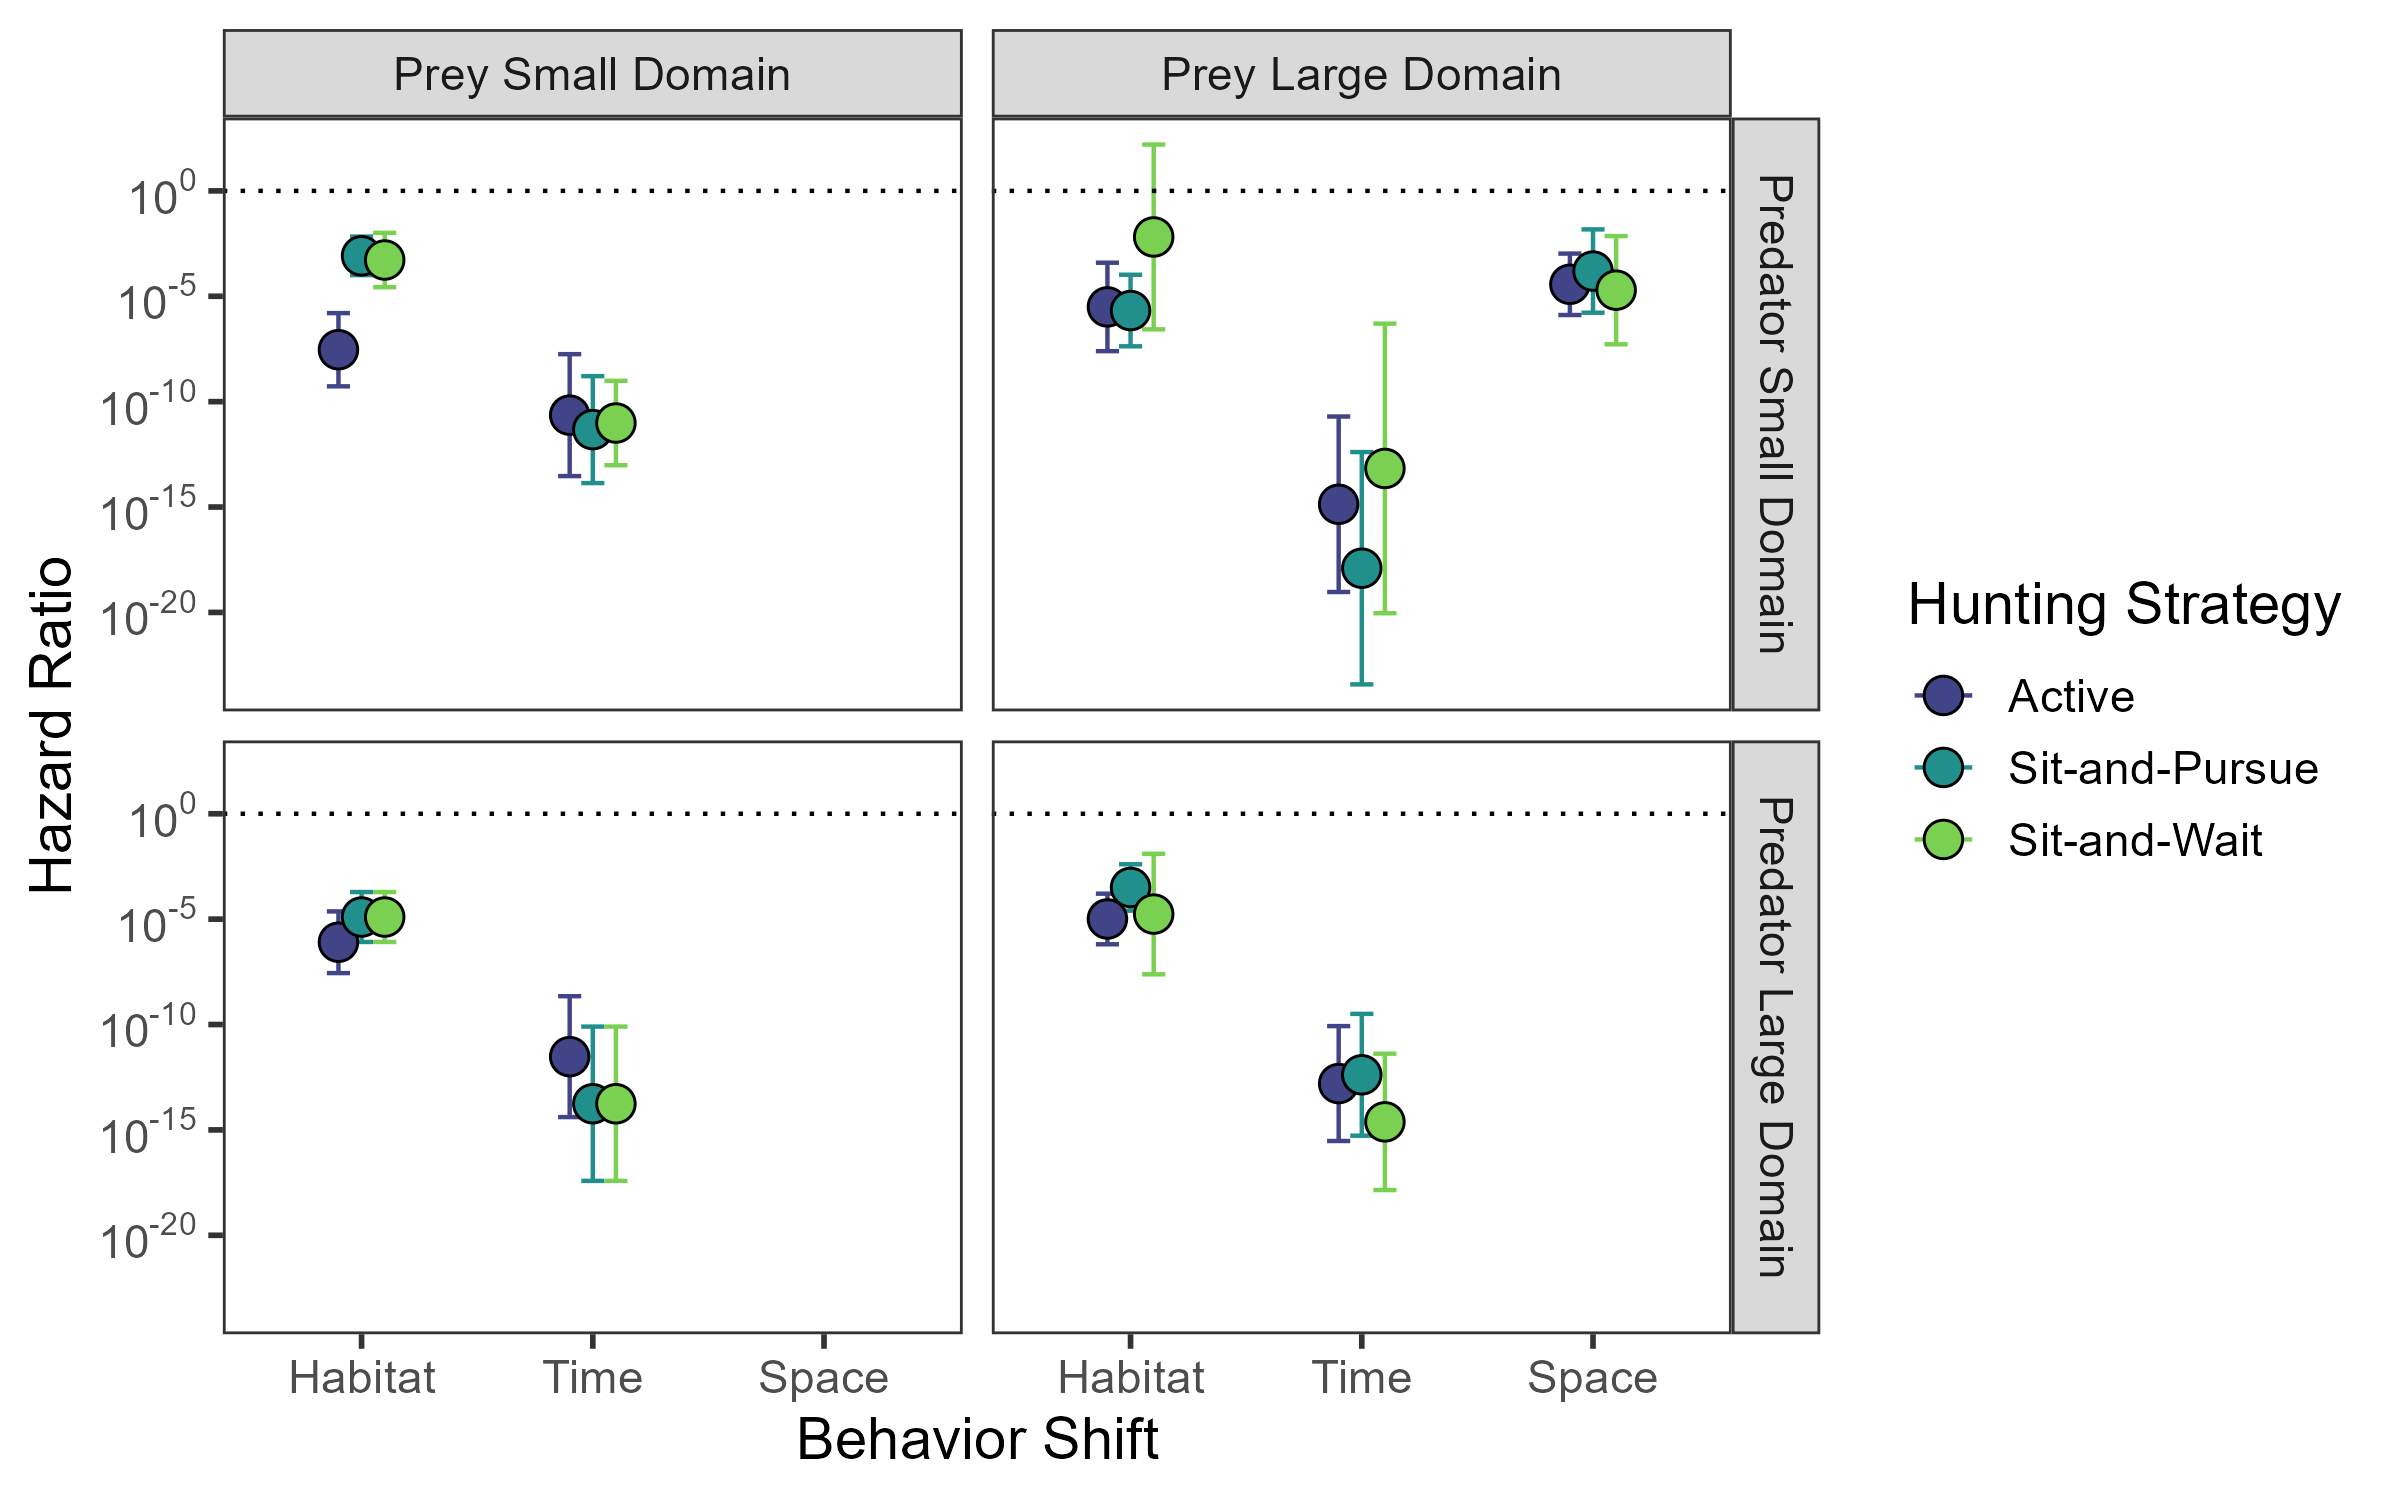 Prey Small Domain
Prey Large Domain
Predator Small Domain
10^0
10^-5
10^-10
10^-15
10^-20
Predator Large Domain
10^0
10^-5
10^-10
10^-15
10^-20
Hazard Ratio
Habitat
Time
Space
Habitat
Time
Space
Behavior Shift
Hunting Strategy
Active
Sit-and-Pursue
Sit-and-Wait